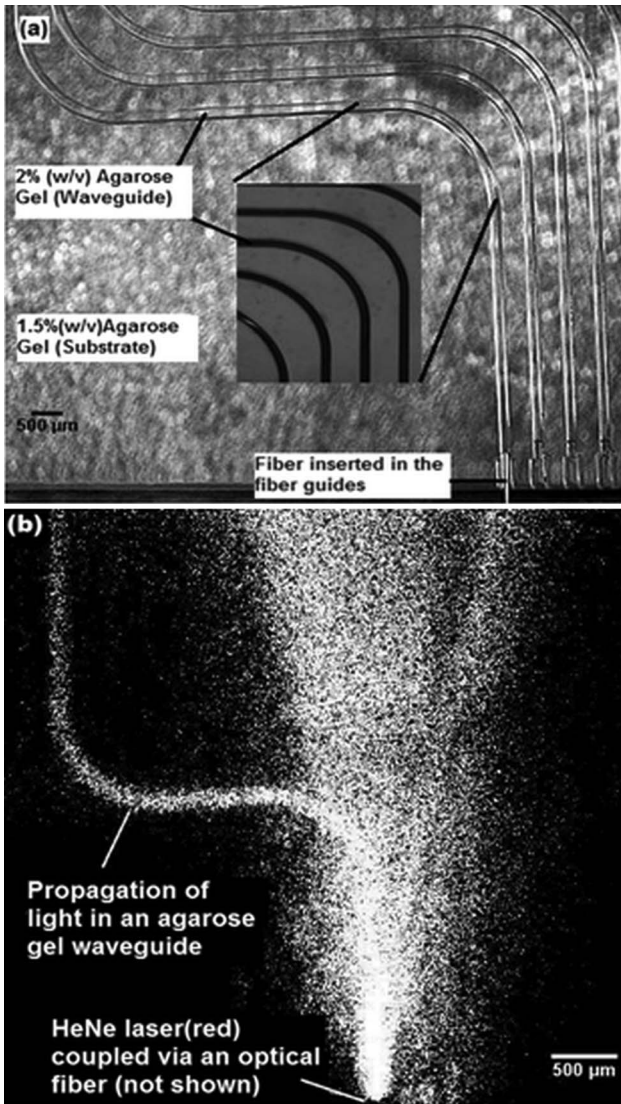 (a)
2% (w/v) Agarose
Gel (Waveguide)
1.5%(w/v)Agarose
Gel (Substrate)
500 µm
Fiber inserted in the
fiber guides
(b)
Propagation of
light in an agarose
gel waveguide
HeNe laser(red)
coupled via an optical
fiber (not shown)
500 µm